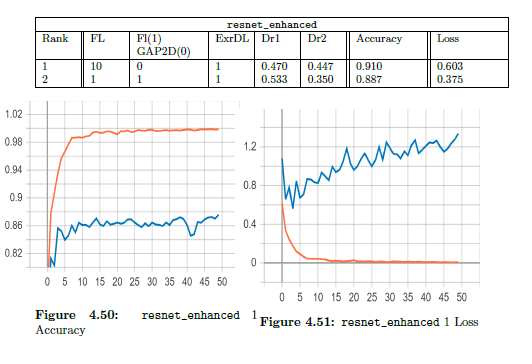 resnet_enhanced
Rank FL Fl(1) ExrDL Dr1 Dr2 Accuracy Loss
GAP2D(0)
1 10 0 1 0.470 0.447 0.910 0.603
2 1 1 1 0.533 0.350 0.887 0.375
1.02
0.98
0.94
0.9
0.86
0.82
0 5 10 15 20 25 30 35 40 45 50
1.2
0.8
0.4
0
0 5 10 15 20 25 30 35 40 45 50
Figure 4.50: resnet_enhanced 1
Accuracy
Figure 4.51: resnet_enhanced 1 Loss